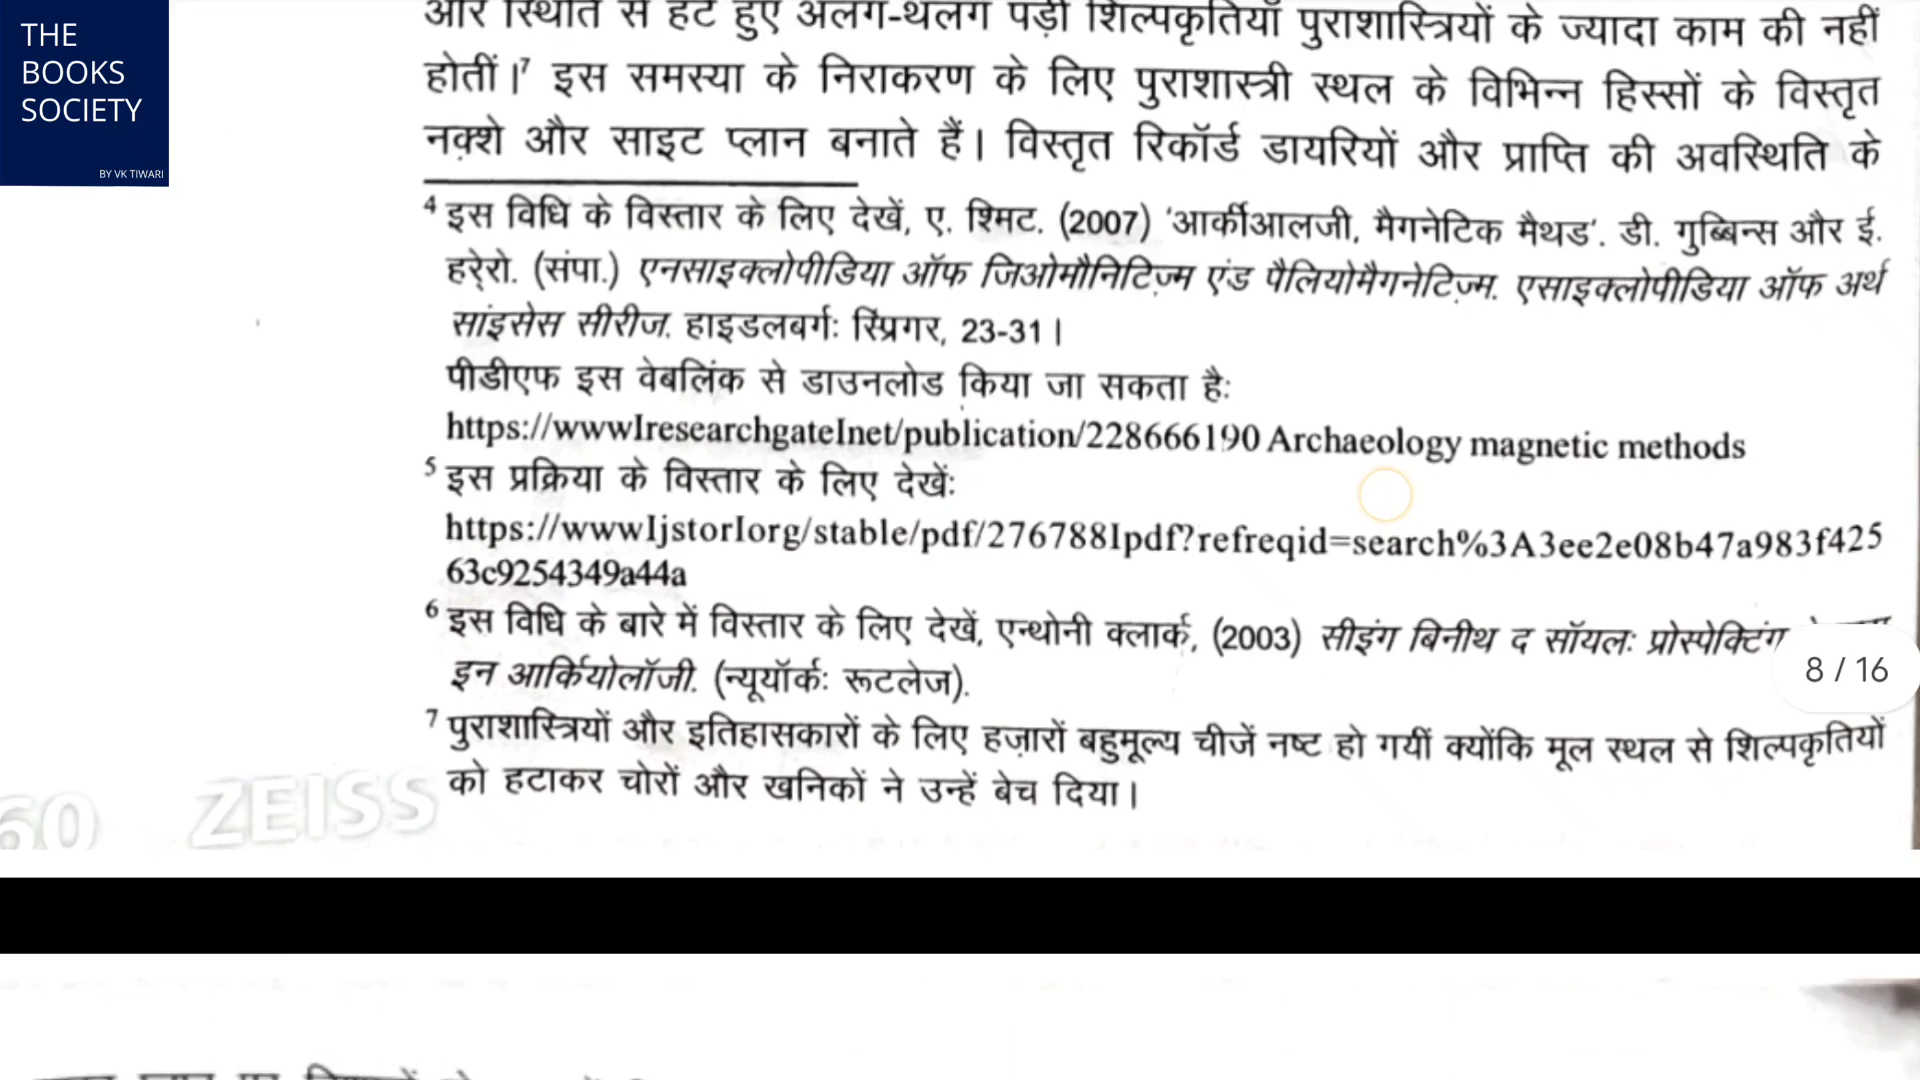 THE
BOOKS
SOCIETY
BY VK TIWARI
और स्थिति से हटे हुए अलग-थलग पड़ी शिल्पकृतियाँ पुराशास्त्रियों के ज्यादा काम की नहीं
होतीं।⁷ इस समस्या के निराकरण के लिए पुराशास्त्री स्थल के विभिन्न हिस्सों के विस्तृत
नक़्शे और साइट प्लान बनाते हैं। विस्तृत रिकॉर्ड डायरियों और प्राप्ति की अवस्थिति के
⁴ इस विधि के विस्तार के लिए देखें, ए. श्मिट. (2007) 'आर्कीआलजी, मैगनेटिक मैथड'. डी. गुब्बिन्स और ई.
हरेरो. (संपा.) एनसाइक्लोपीडिया ऑफ जिओमौनिटिज़्म एंड पैलियोमैगनेटिज़्म. एसाइक्लोपीडिया ऑफ अर्थ
सांइसेस सीरीज. हाइडलबर्गः स्प्रिंगर, 23-31।
पीडीएफ इस वेबलिंक से डाउनलोड किया जा सकता है:
https://wwwIresearchgateInet/publication/228666190 Archaeology magnetic methods
⁵ इस प्रक्रिया के विस्तार के लिए देखें:
https://wwwIjstorIorg/stable/pdf/276788Ipdf?refreqid=search%3A3ee2e08b47a983f425
63c9254349a44a
⁶ इस विधि के बारे में विस्तार के लिए देखें, एन्थोनी क्लार्क, (2003) सीइंग बिनीथ द सॉयलः प्रोस्पेक्टिंग
8 / 16
इन आर्कियोलॉजी. (न्यूयॉर्कः रूटलेज).
⁷ पुराशास्त्रियों और इतिहासकारों के लिए हज़ारों बहुमूल्य चीजें नष्ट हो गयीं क्योंकि मूल स्थल से शिल्पकृतियों
को हटाकर चोरों और खनिकों ने उन्हें बेच दिया।
60 ZEISS